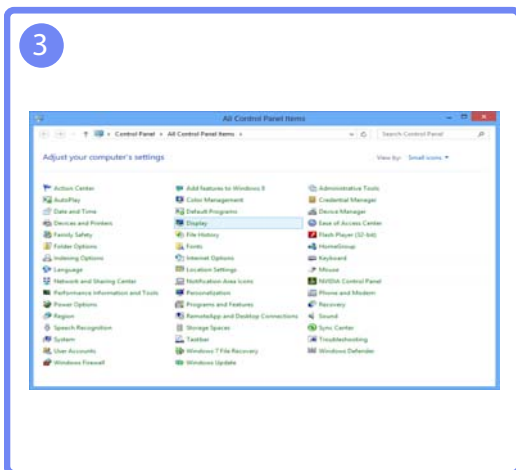 3
All Control Panel Items
Control Panel All Control Panel Items
Search Control Panel
Adjust your computer's settings
View by: Small icons
Action Center
Add features to Windows 8
Administrative Tools
AutoPlay
Color Management
Credential Manager
Date and Time
Default Programs
Device Manager
Devices and Printers
Display
Ease of Access Center
Family Safety
File History
Flash Player (32-bit)
Folder Options
Fonts
HomeGroup
Indexing Options
Internet Options
Keyboard
Language
Location Settings
Mouse
Network and Sharing Center
Notification Area Icons
NVIDIA Control Panel
Performance Information and Tools
Personalization
Phone and Modem
Power Options
Programs and Features
Recovery
Region
RemoteApp and Desktop Connections
Sound
Speech Recognition
Storage Spaces
Sync Center
System
Taskbar
Troubleshooting
User Accounts
Windows 7 File Recovery
Windows Defender
Windows Firewall
Windows Update